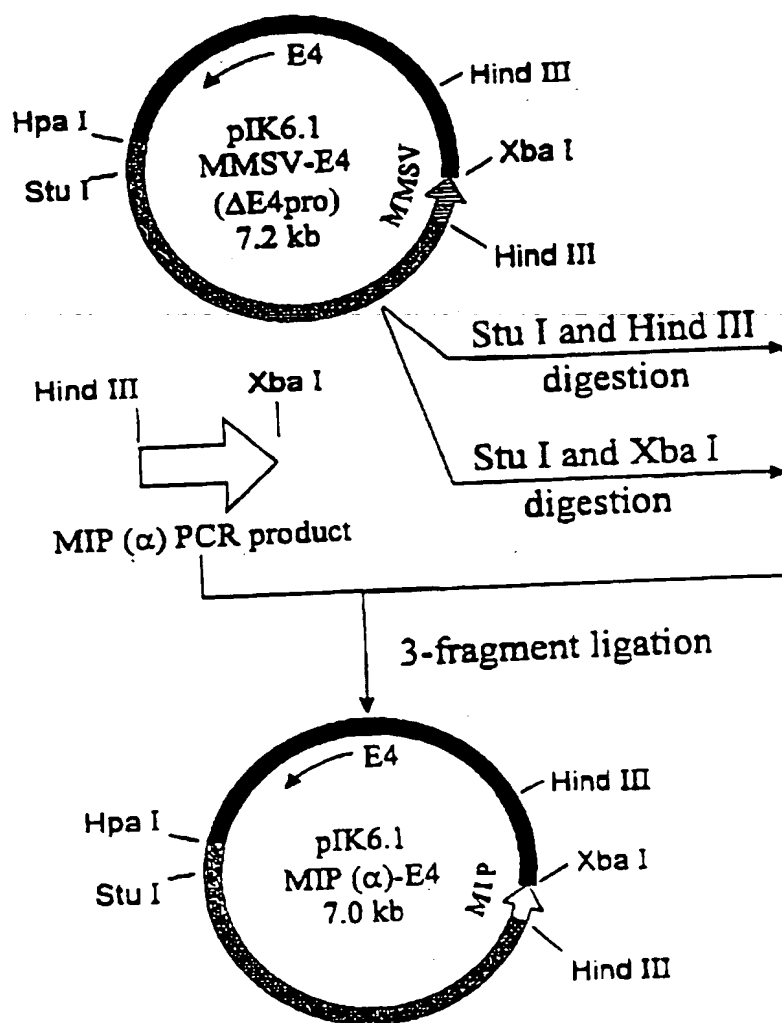 E4
Hind III
Hpa I
pIK6.1
Xba I
MMSV-E4
MMSV
Stu I
(ΔE4pro)
7.2 kb
Hind III
Stu I and Hind III
digestion
Hind III
Xba I
Stu I and Xba I
digestion
MIP (α) PCR product
3-fragment ligation
E4
Hind III
Hpa I
pIK6.1
Xba I
Stu I
MIP (α)-E4
MIP
7.0 kb
Hind III